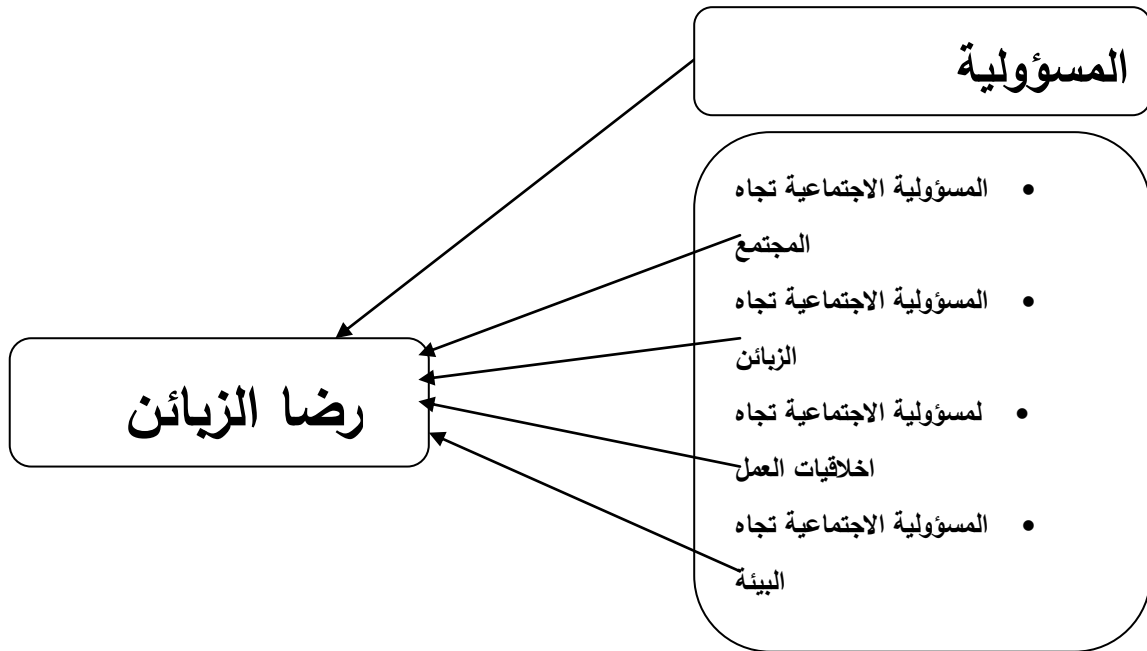 المسؤولية
• المسؤولية الاجتماعية تجاه
المجتمع
• المسؤولية الاجتماعية تجاه
الزبائن
• لمسؤولية الاجتماعية تجاه
اخلاقيات العمل
• المسؤولية الاجتماعية تجاه
البيئة
رضا الزبائن